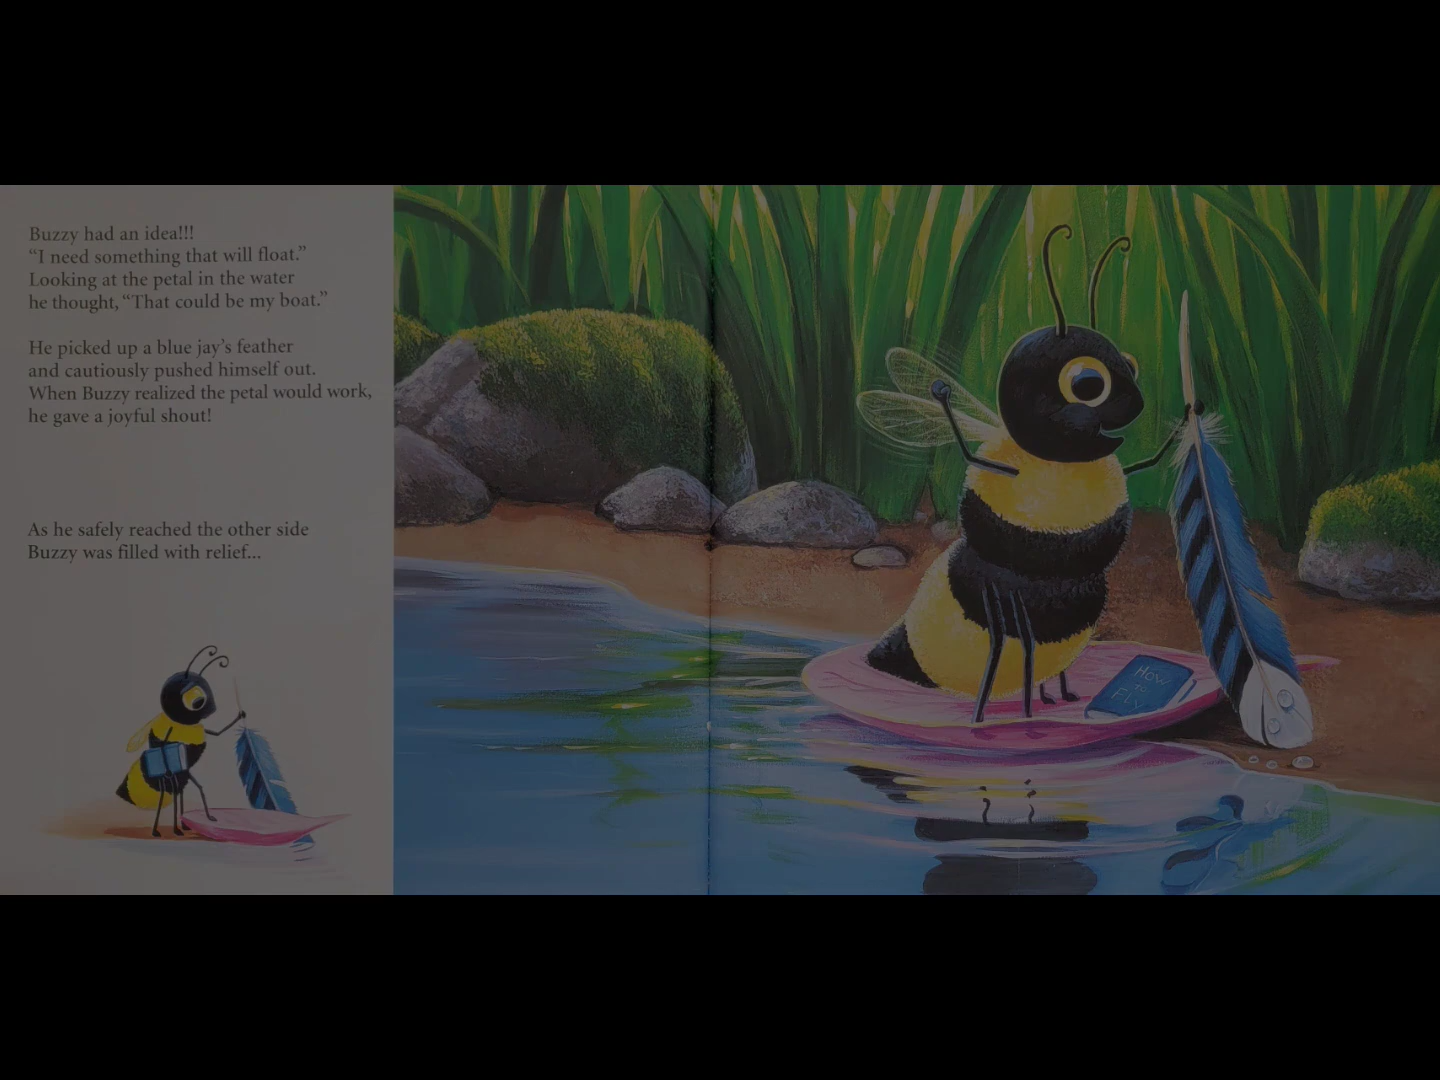 Buzzy had an idea!!!
“I need something that will float.”
Looking at the petal in the water
he thought, “That could be my boat.”
He picked up a blue jay’s feather
and cautiously pushed himself out.
When Buzzy realized the petal would work,
he gave a joyful shout!
As he safely reached the other side
Buzzy was filled with relief...
HOW
TO
FLY